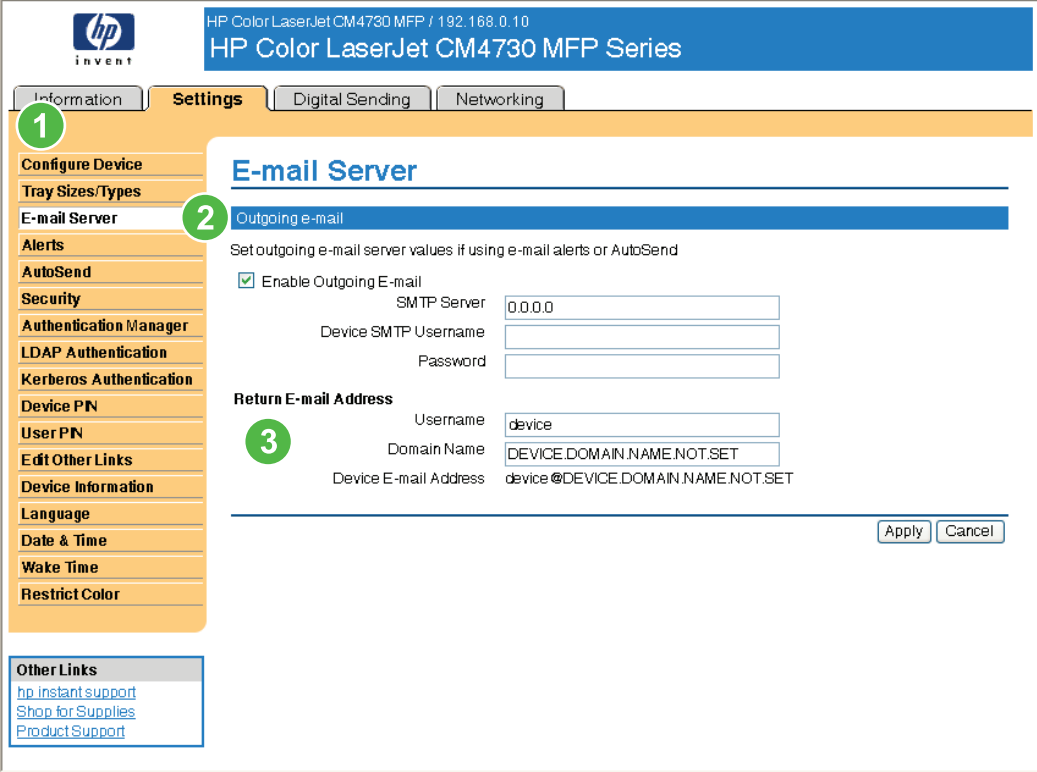 hp
invent
HP Color LaserJet CM4730 MFP / 192.168.0.10
HP Color LaserJet CM4730 MFP Series
Information
Settings
Digital Sending
Networking
1
Configure Device
Tray Sizes/Types
E-mail Server
Alerts
AutoSend
Security
Authentication Manager
LDAP Authentication
Kerberos Authentication
Device PIN
User PIN
Edit Other Links
Device Information
Language
Date & Time
Wake Time
Restrict Color
Other Links
hp instant support
Shop for Supplies
Product Support
E-mail Server
2
Outgoing e-mail
Set outgoing e-mail server values if using e-mail alerts or AutoSend
Enable Outgoing E-mail
SMTP Server 0.0.0.0
Device SMTP Username
Password
Return E-mail Address
3
Username device
Domain Name DEVICE.DOMAIN.NAME.NOT.SET
Device E-mail Address device@DEVICE.DOMAIN.NAME.NOT.SET
Apply Cancel